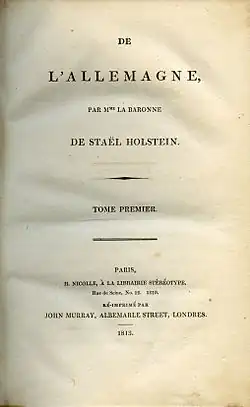 DE
L'ALLEMAGNE,
PAR Mme LA BARONNE
DE STAËL HOLSTEIN.
TOME PREMIER.
PARIS,
H. NICOLLE, À LA LIBRAIRIE STÉRÉOTYPE,
Rue de Seine, No. 12. 1810.
RÉ-IMPRIMÉ PAR
JOHN MURRAY, ALBEMARLE STREET, LONDRES.
1813.